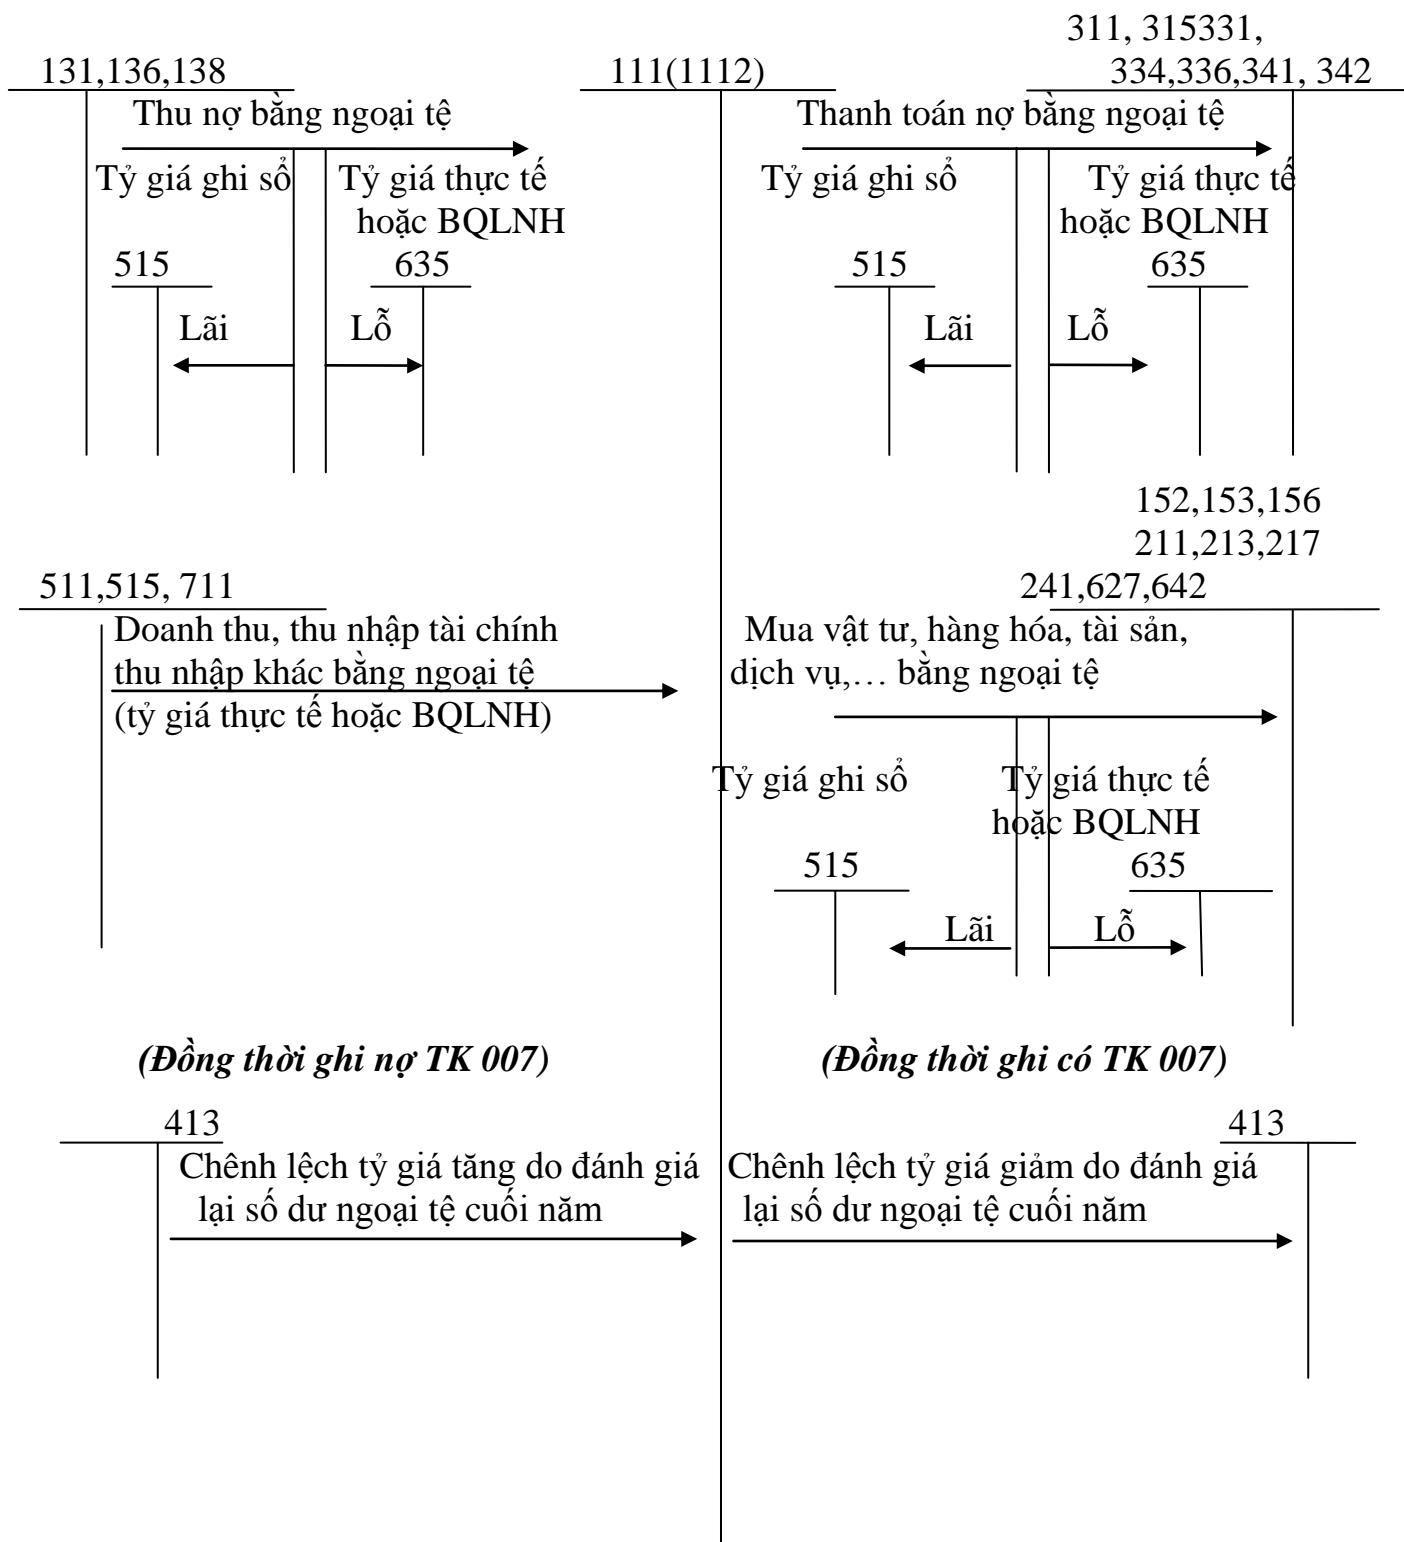 311, 315331,
131,136,138
111(1112)
334,336,341, 342
Thu nợ bằng ngoại tệ
Thanh toán nợ bằng ngoại tệ
Tỷ giá ghi sổ
Tỷ giá thực tế
hoặc BQLNH
Tỷ giá ghi sổ
Tỷ giá thực tế
hoặc BQLNH
515
635
515
635
Lãi
Lỗ
Lãi
Lỗ
152,153,156
211,213,217
511,515, 711
241,627,642
Doanh thu, thu nhập tài chính
thu nhập khác bằng ngoại tệ
(tỷ giá thực tế hoặc BQLNH)
Mua vật tư, hàng hóa, tài sản,
dịch vụ,… bằng ngoại tệ
Tỷ giá ghi sổ
Tỷ giá thực tế
hoặc BQLNH
515
635
Lãi
Lỗ
(Đồng thời ghi nợ TK 007)
(Đồng thời ghi có TK 007)
413
413
Chênh lệch tỷ giá tăng do đánh giá
lại số dư ngoại tệ cuối năm
Chênh lệch tỷ giá giảm do đánh giá
lại số dư ngoại tệ cuối năm